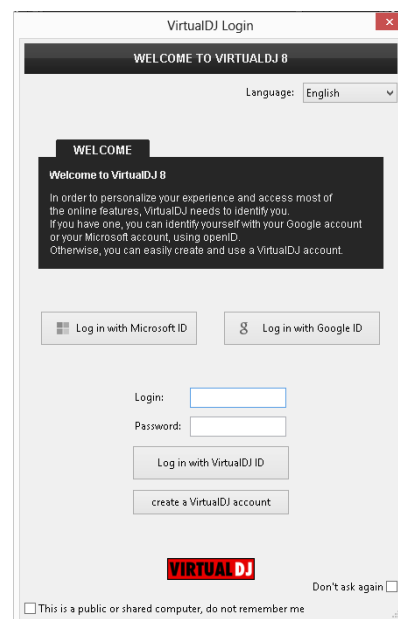 VirtualDJ Login
WELCOME TO VIRTUALDJ 8
Language: English
WELCOME
Welcome to VirtualDJ 8
In order to personalize your experience and access most of
the online features, VirtualDJ needs to identify you.
If you have one, you can identify yourself with your Google account
or your Microsoft account, using openID.
Otherwise, you can easily create and use a VirtualDJ account.
Log in with Microsoft ID
8 Log in with Google ID
Login:
Password:
Log in with VirtualDJ ID
create a VirtualDJ account
VIRTUAL DJ
Don't ask again
This is a public or shared computer, do not remember me